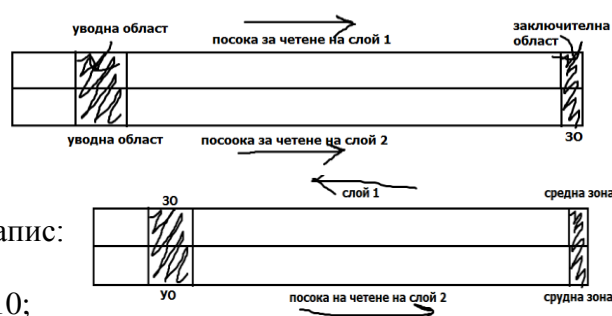 уводна област
посока за четене на слой 1
заключителна област
уводна област
посоока за четене на слой 2
ЗО
слой 1
ЗО
средна зона
апис:
УО
посока на четене на слой 2
срудна зона
10;